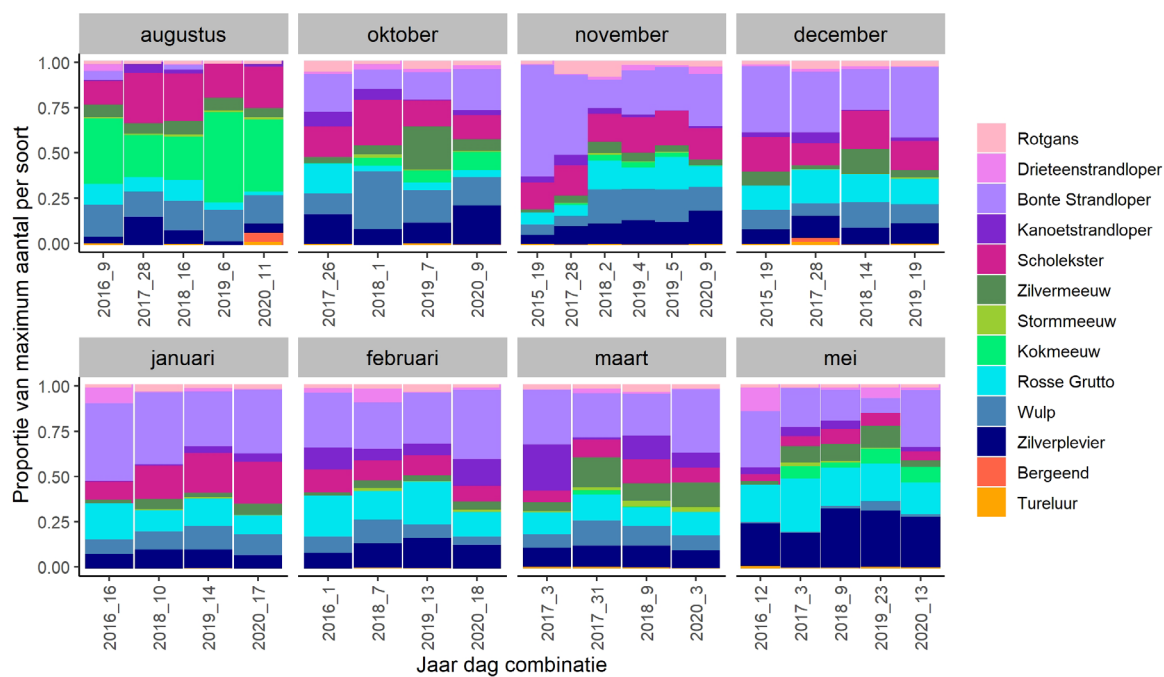 augustus
oktober
november
december
1.00
0.75
0.50
0.25
0.00
2016_9
2017_28
2018_16
2019_6
2020_11
2017_26
2018_1
2019_7
2020_9
2015_19
2017_28
2018_2
2019_4
2019_5
2020_9
2015_19
2017_28
2018_14
2019_19
januari
februari
maart
mei
1.00
0.75
0.50
0.25
0.00
2016_16
2018_10
2019_14
2020_17
2016_1
2018_7
2019_13
2020_18
2017_3
2017_31
2018_9
2020_3
2016_12
2017_3
2018_9
2019_23
2020_13
Proportie van maximum aantal per soort
Jaar dag combinatie
Rotgans
Drieteenstrandloper
Bonte Strandloper
Kanoetstrandloper
Scholekster
Zilvermeeuw
Stormmeeuw
Kokmeeuw
Rosse Grutto
Wulp
Zilverplevier
Bergeend
Tureluur